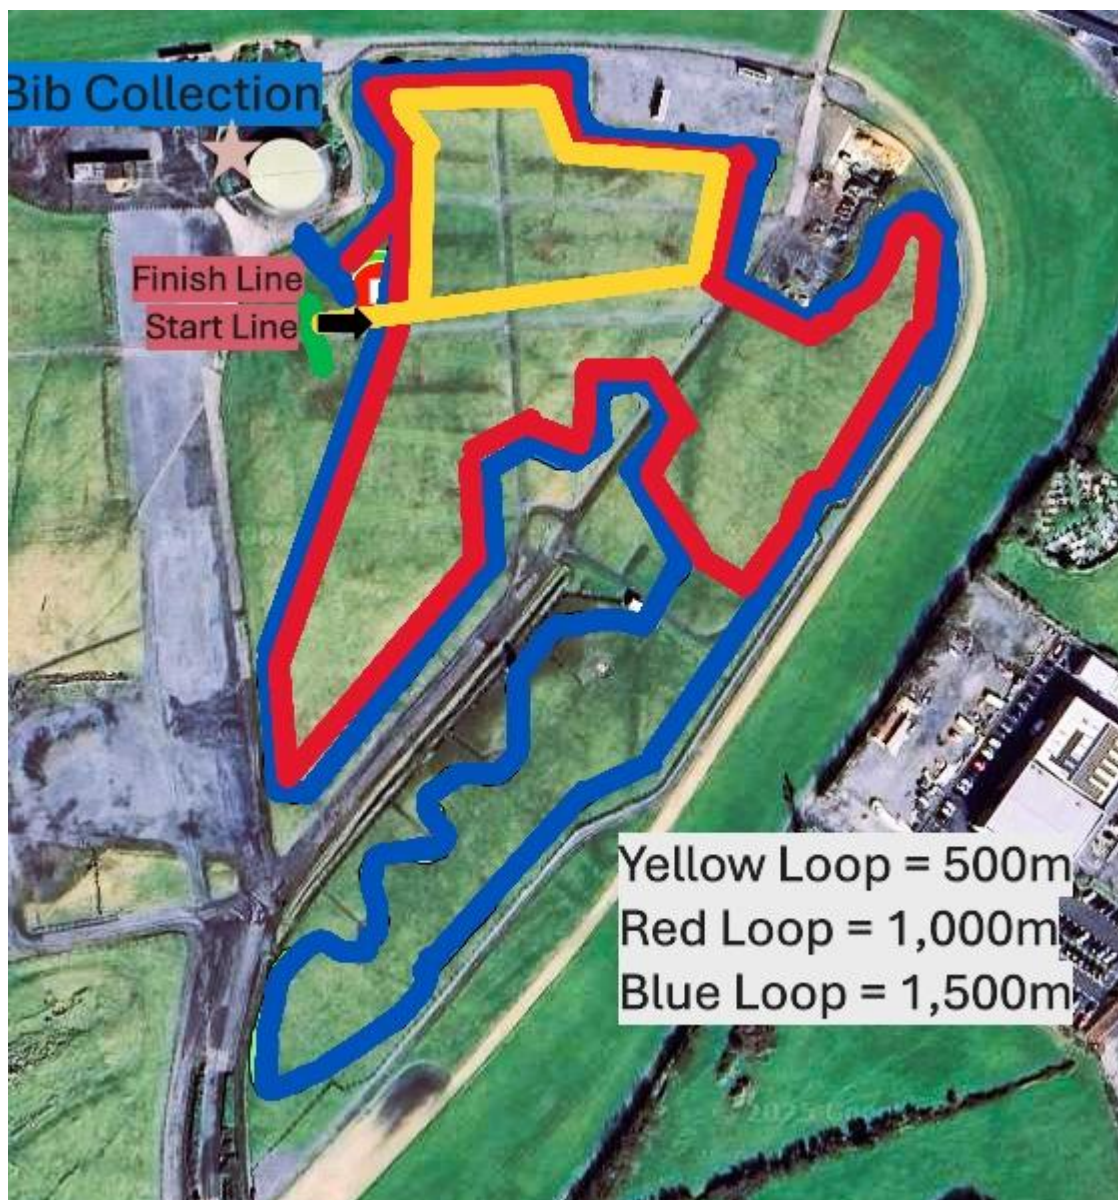 Bib Collection
Finish Line
Start Line
Yellow Loop = 500m
Red Loop = 1,000m
Blue Loop = 1,500m